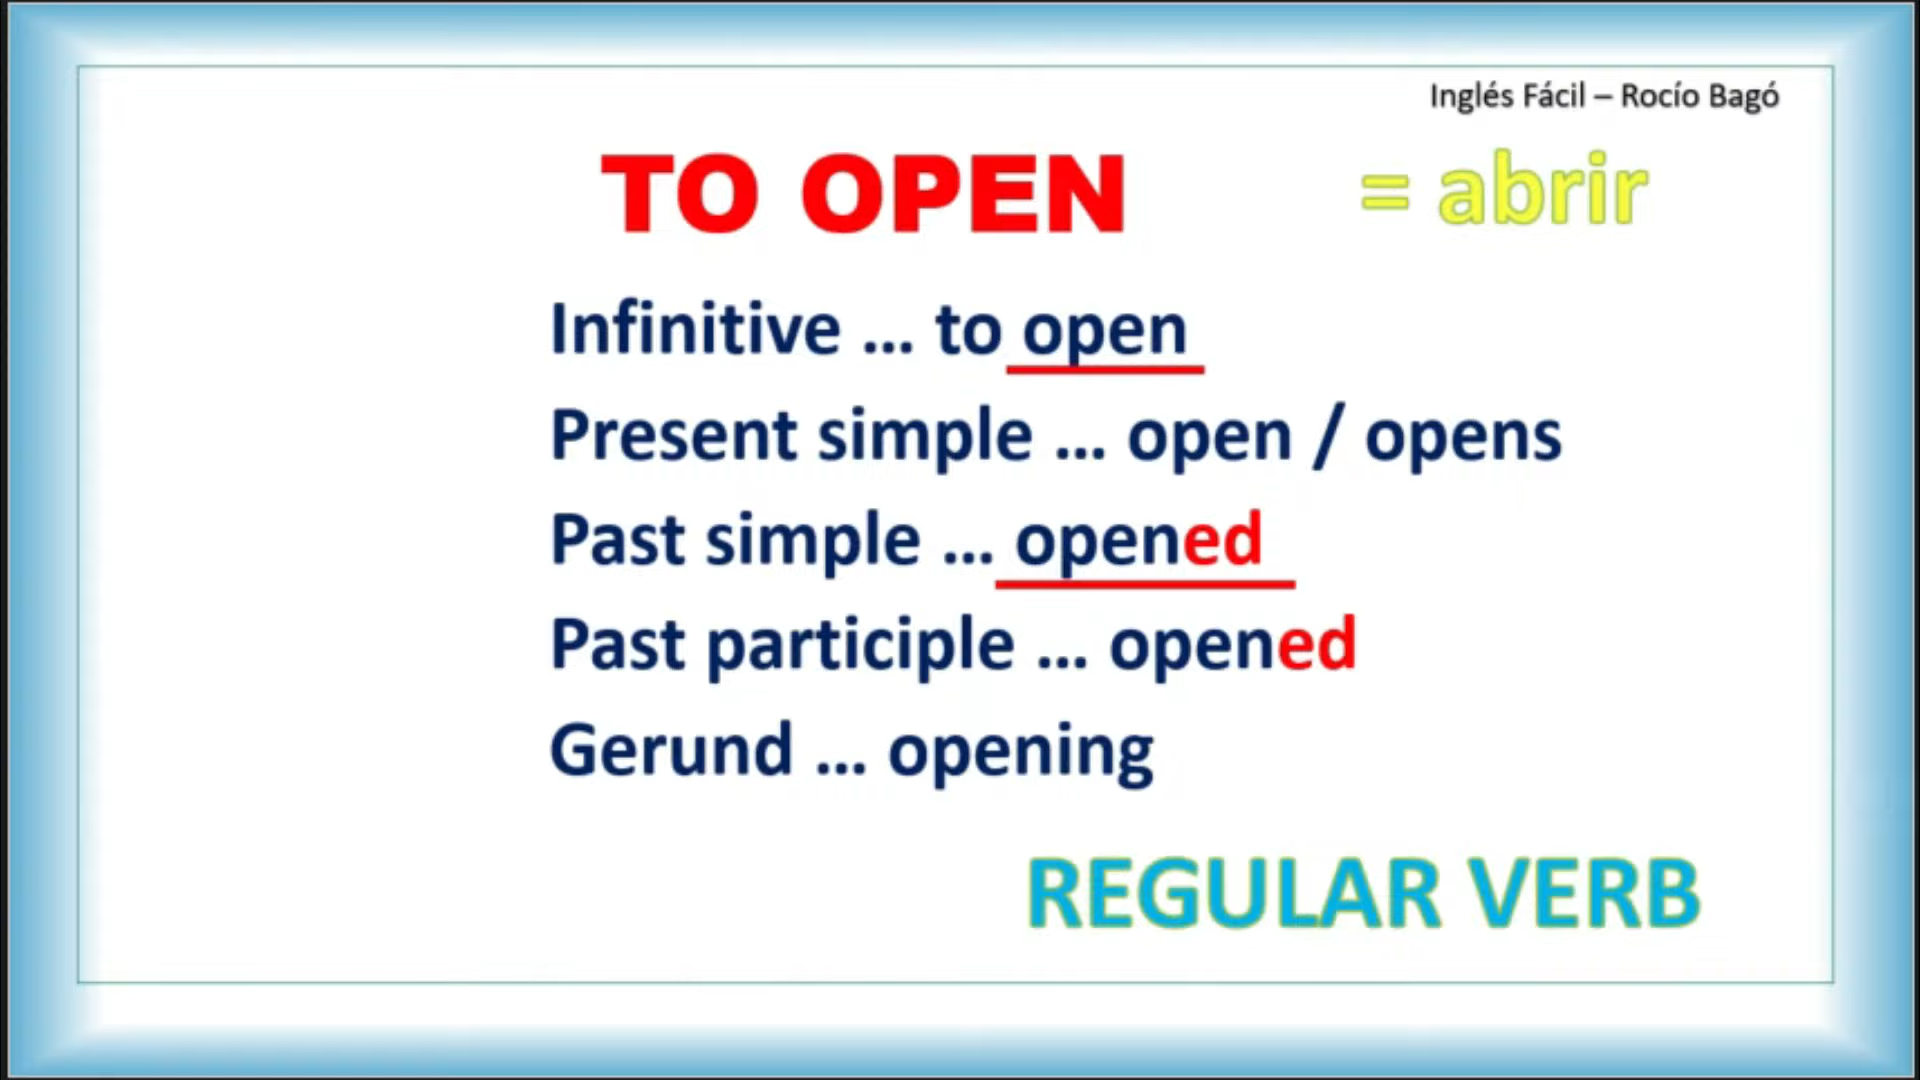 Inglés Fácil – Rocío Bagó
TO OPEN = abrir
Infinitive ... to open
Present simple ... open / opens
Past simple ... opened
Past participle ... opened
Gerund ... opening
REGULAR VERB